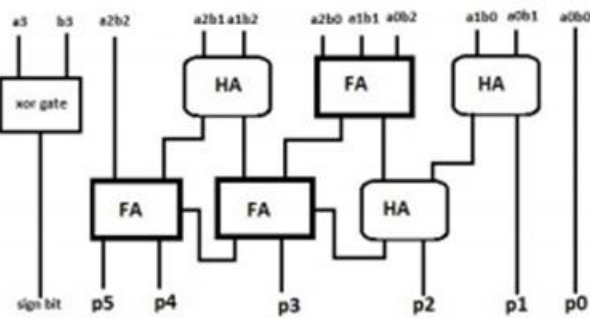 a3 b3 a2b2 a2b1 a1b2 a2b0 a1b1 a0b2 a1b0 a0b1 a0b0
xor gate HA FA HA
FA FA HA
sign bit p5 p4 p3 p2 p1 p0